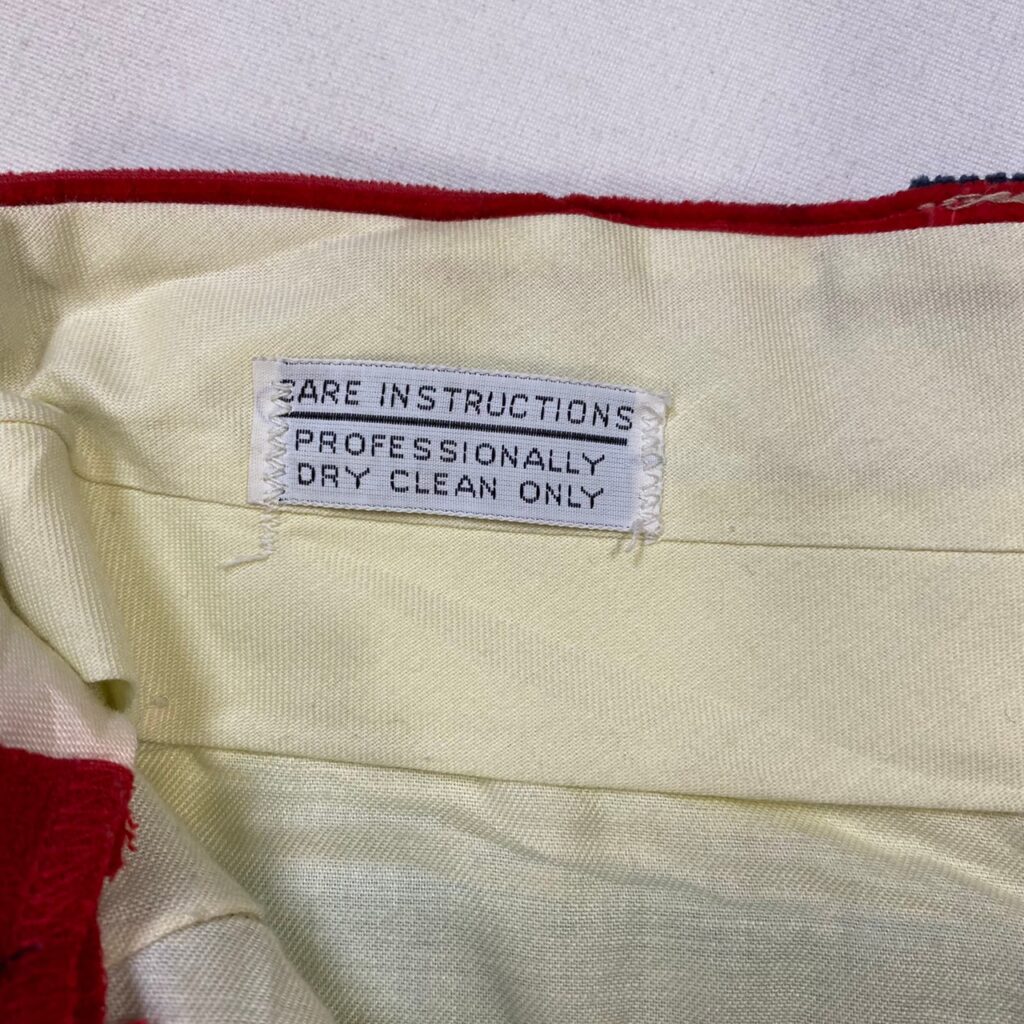 CARE INSTRUCTIONS
PROFESSIONALLY
DRY CLEAN ONLY